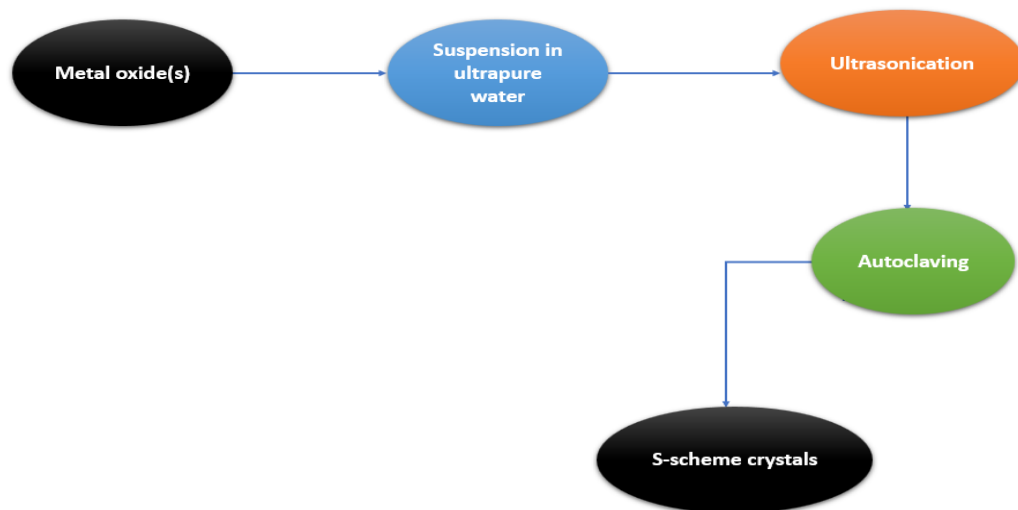 Metal oxide(s)
Suspension in
ultrapure
water
Ultrasonication
Autoclaving
S-scheme crystals